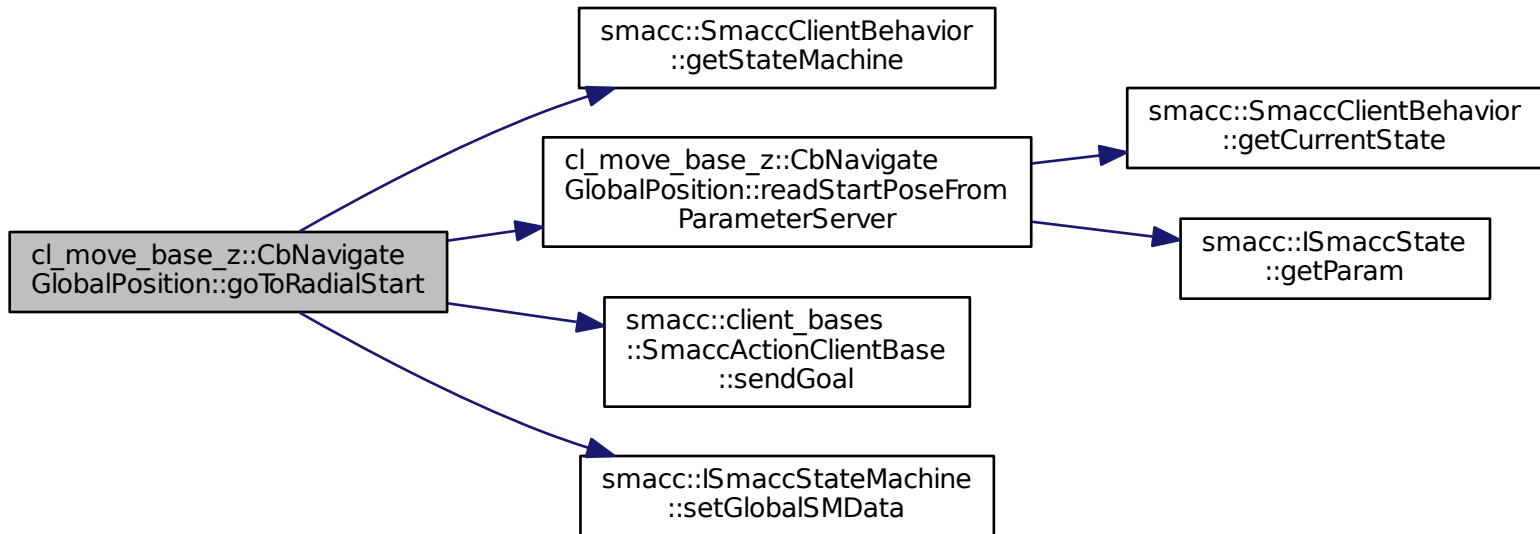 smacc::SmaccClientBehavior
::getStateMachine
smacc::SmaccClientBehavior
::getCurrentState
cl_move_base_z::CbNavigate
GlobalPosition::readStartPoseFrom
ParameterServer
smacc::ISmaccState
::getParam
cl_move_base_z::CbNavigate
GlobalPosition::goToRadialStart
smacc::client_bases
::SmaccActionClientBase
::sendGoal
smacc::ISmaccStateMachine
::setGlobalSMData